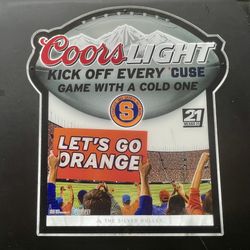 Coors LIGHT
KICK OFF EVERY 'CUSE
GAME WITH A COLD ONE
S
21
LET'S GO
ORANGE
THE SILVER BULLET